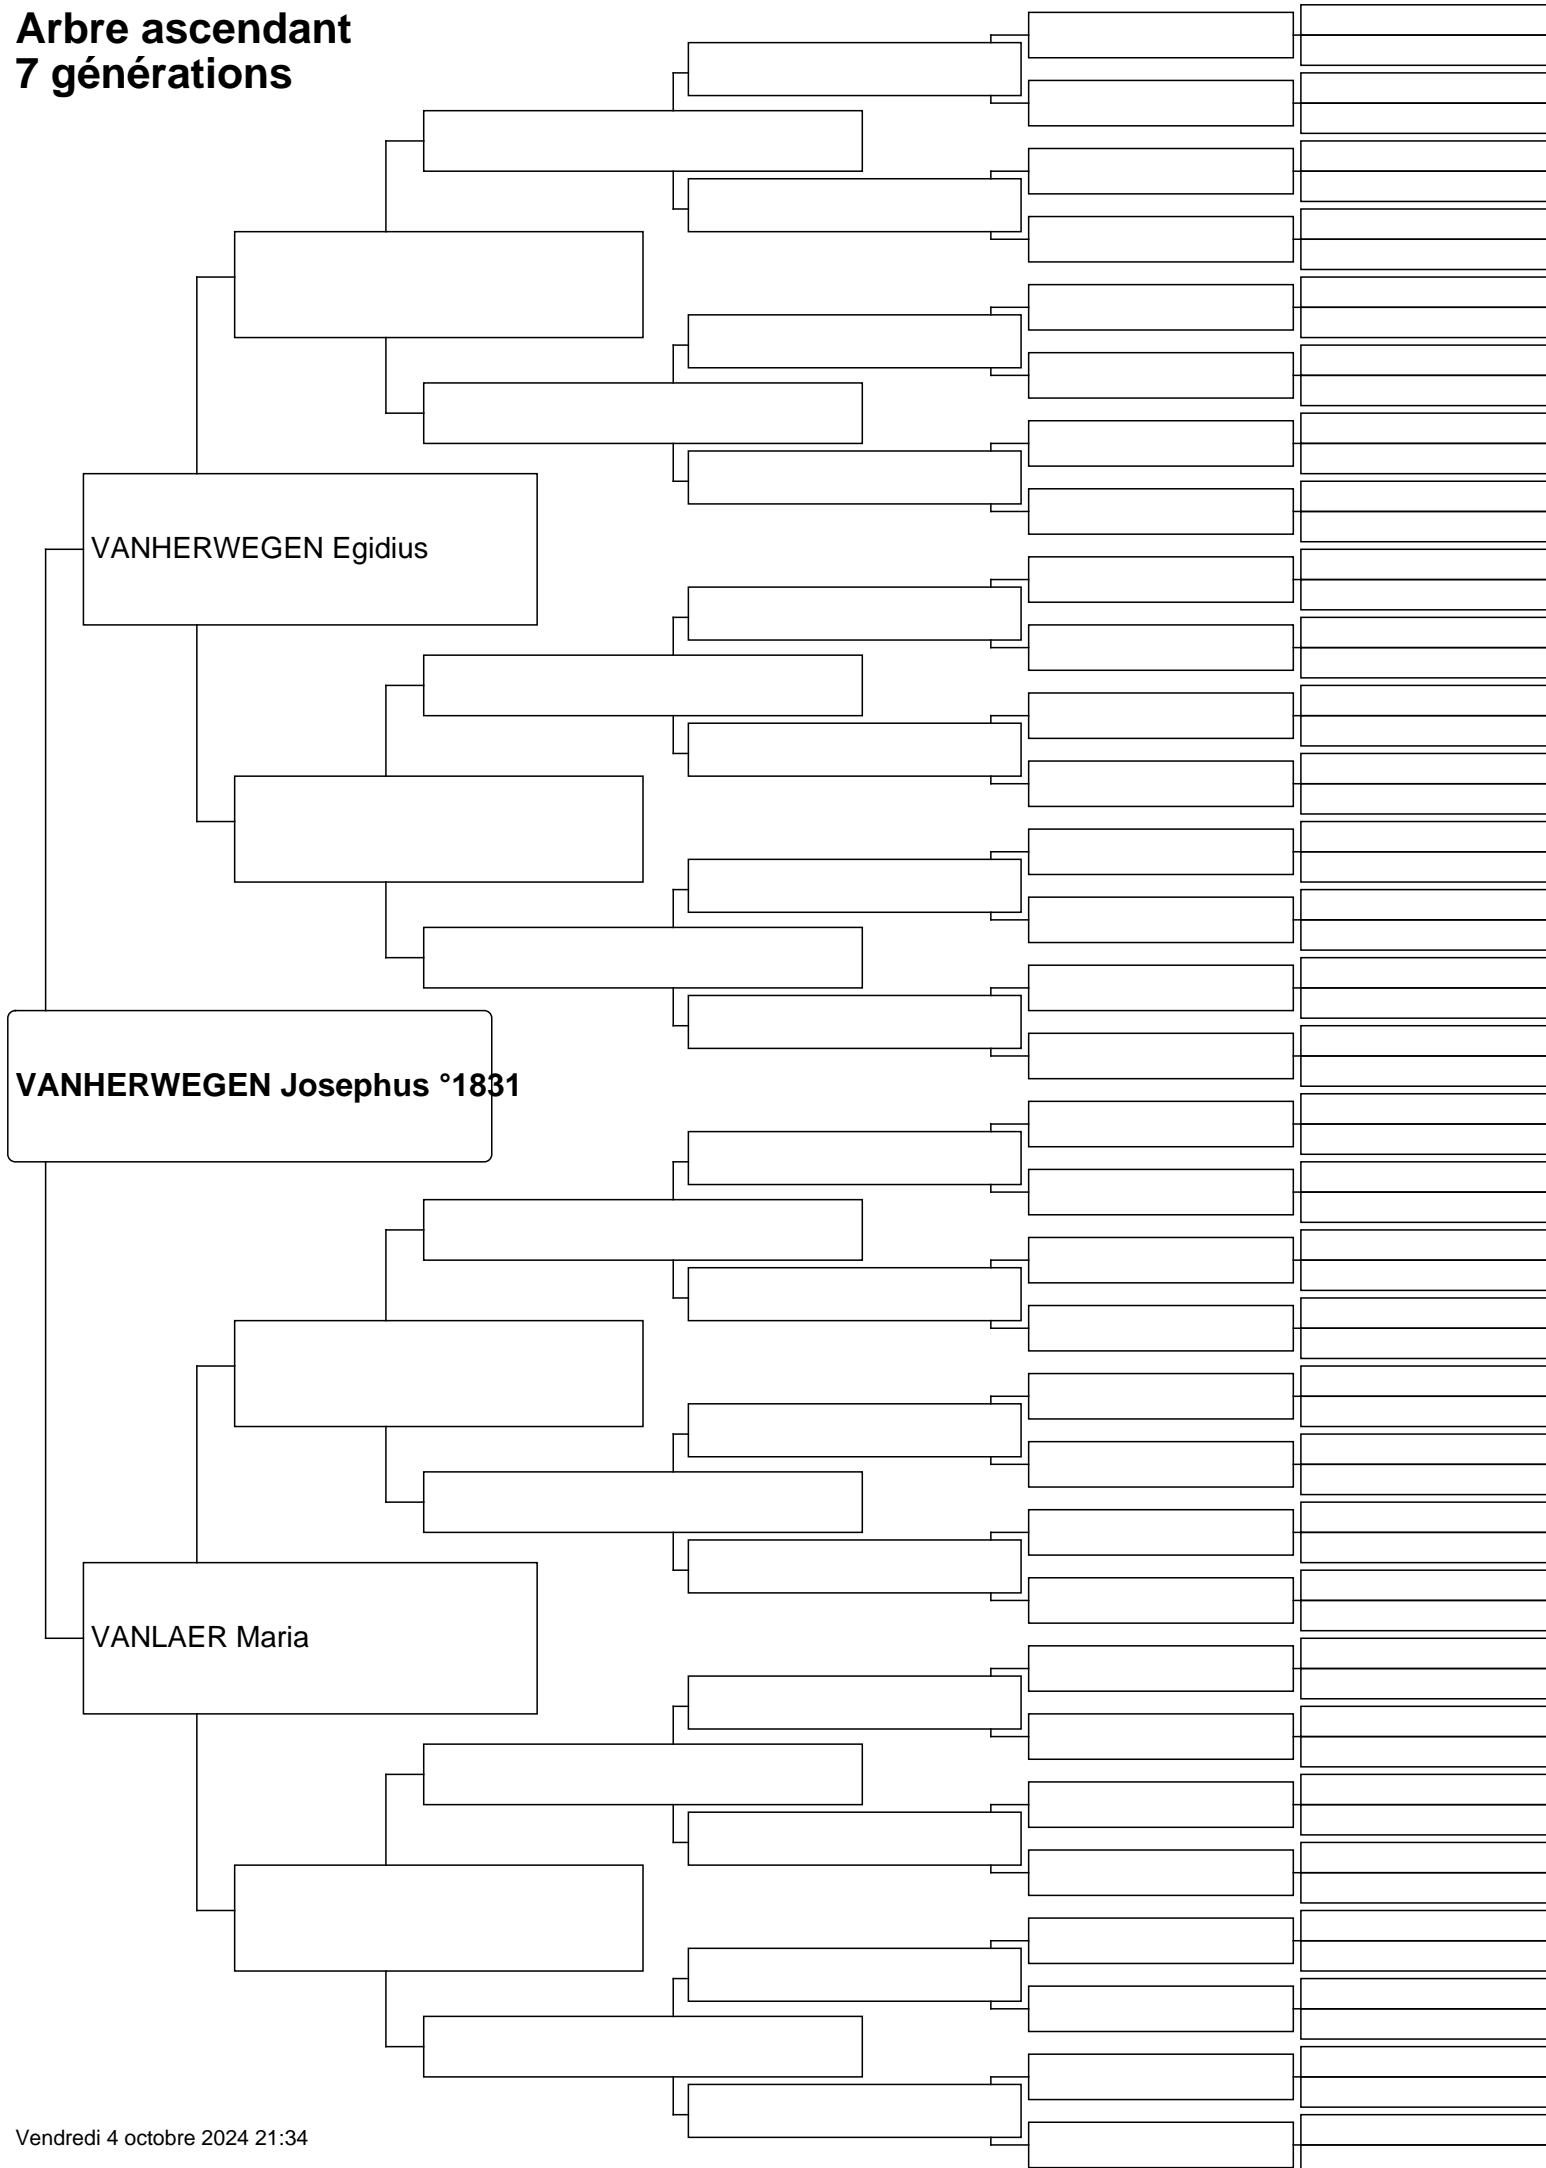 Arbre ascendant
7 générations
VANHERWEGEN Egidius
VANHERWEGEN Josephus °1831
VANLAER Maria
Vendredi 4 octobre 2024 21:34